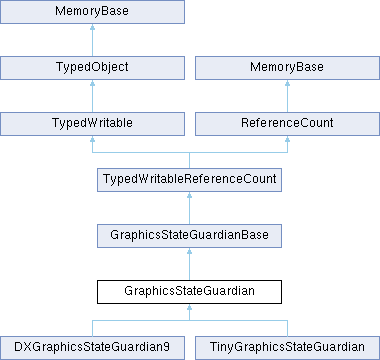 MemoryBase
TypedObject
MemoryBase
TypedWritable
ReferenceCount
TypedWritableReferenceCount
GraphicsStateGuardianBase
GraphicsStateGuardian
DXGraphicsStateGuardian9
TinyGraphicsStateGuardian